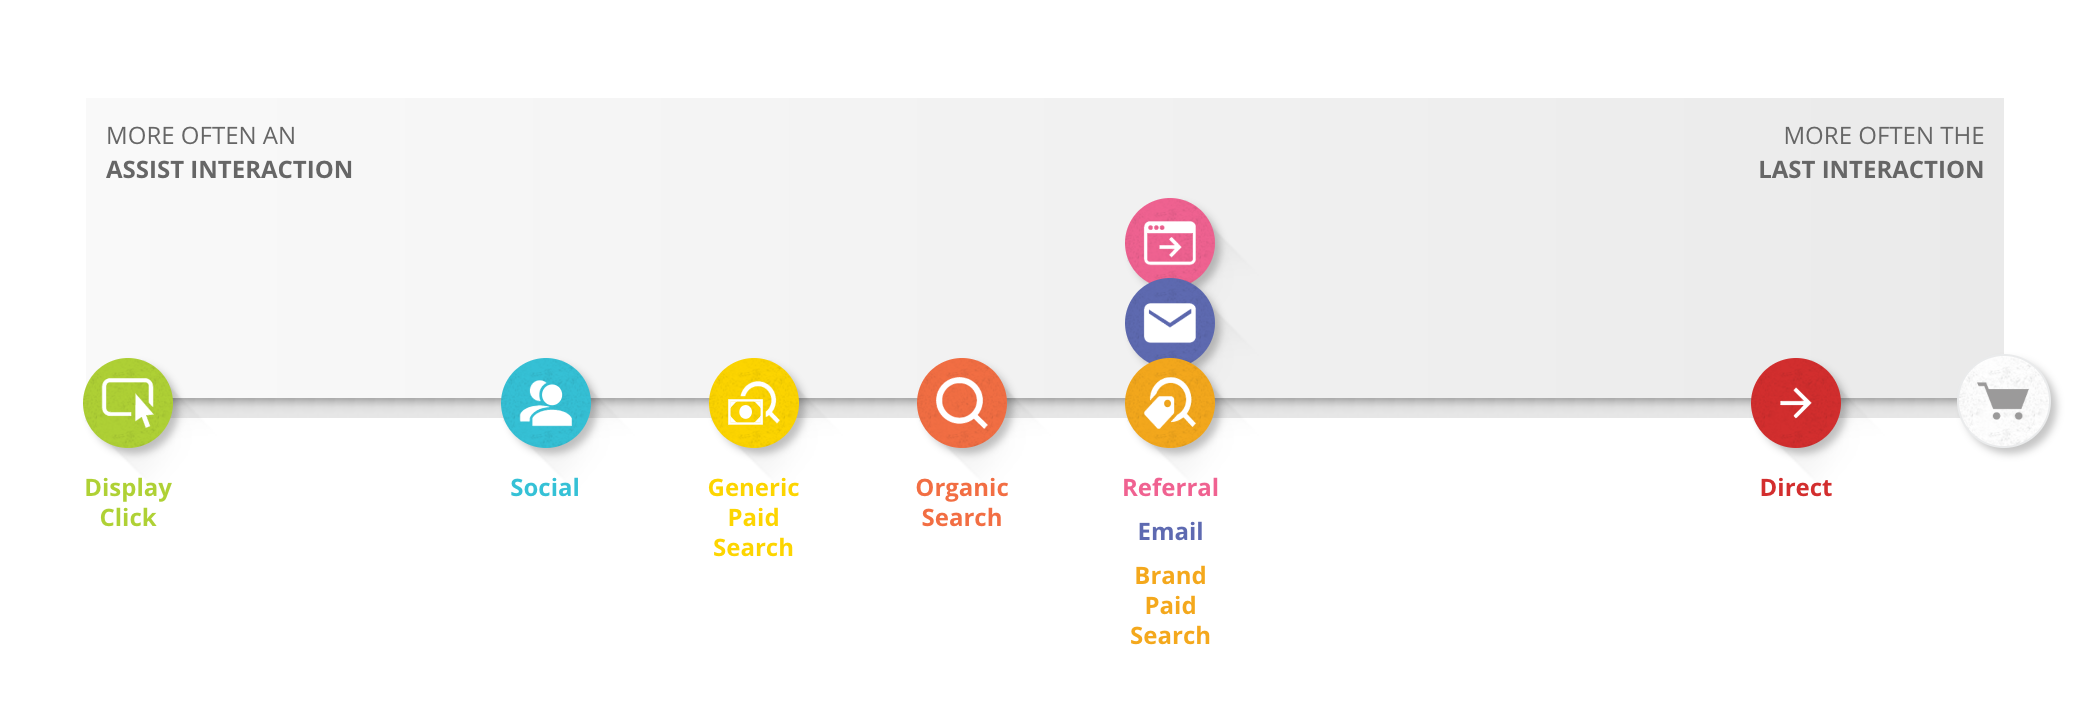 MORE OFTEN AN
ASSIST INTERACTION
MORE OFTEN THE
LAST INTERACTION
Display
Click
Social
Generic
Paid
Search
Organic
Search
Referral
Email
Brand
Paid
Search
Direct